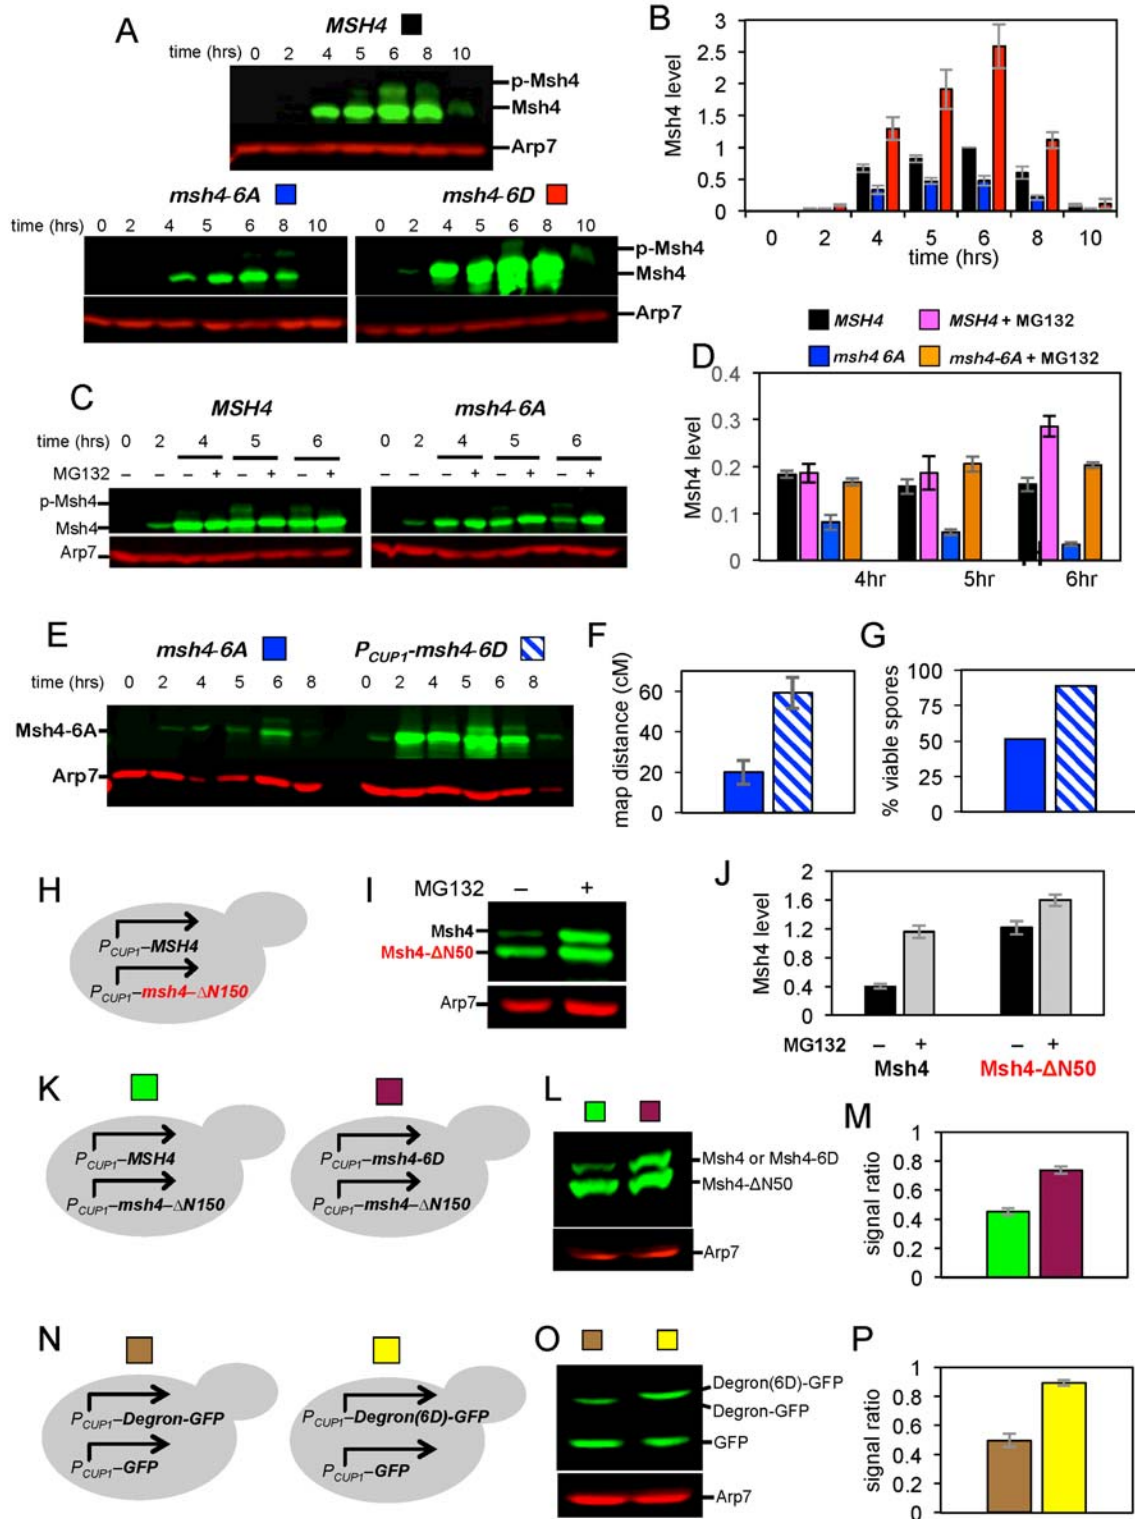 A
MSH4
time (hrs) 0 2 4 5 6 8 10
p-Msh4
Msh4
Arp7
msh4-6A
msh4-6D
time (hrs) 0 2 4 5 6 8 10 0 2 4 5 6 8 10
p-Msh4
Msh4
Arp7
B
Msh4 level
3
2.5
2
1.5
1
0.5
0
0 2 4 5 6 8 10
time (hrs)
C
MSH4
msh4-6A
time (hrs) 0 2 4 5 6 0 2 4 5 6
MG132 – – – + – + – + – – – + – + – +
p-Msh4
Msh4
Arp7
MSH4
MSH4 + MG132
msh4 6A
msh4-6A + MG132
D
Msh4 level
0.4
0.3
0.2
0.1
0
4hr 5hr 6hr
E
msh4-6A
PCUP1-msh4-6D
time (hrs) 0 2 4 5 6 8 0 2 4 5 6 8
Msh4-6A
Arp7
F
map distance (cM)
60
40
20
0
G
% viable spores
100
75
50
25
0
H
PCUP1–MSH4
PCUP1–msh4–ΔN150
I
MG132 – +
Msh4
Msh4-ΔN50
Arp7
J
Msh4 level
2
1.6
1.2
0.8
0.4
0
MG132 – + – +
Msh4 Msh4-ΔN50
K
PCUP1–MSH4
PCUP1–msh4–ΔN150
PCUP1–msh4-6D
PCUP1–msh4–ΔN150
L
Msh4 or Msh4-6D
Msh4-ΔN50
Arp7
M
signal ratio
1
0.8
0.6
0.4
0.2
0
N
PCUP1–Degron-GFP
PCUP1–GFP
PCUP1–Degron(6D)-GFP
PCUP1–GFP
O
Degron(6D)-GFP
Degron-GFP
GFP
Arp7
P
signal ratio
1
0.8
0.6
0.4
0.2
0